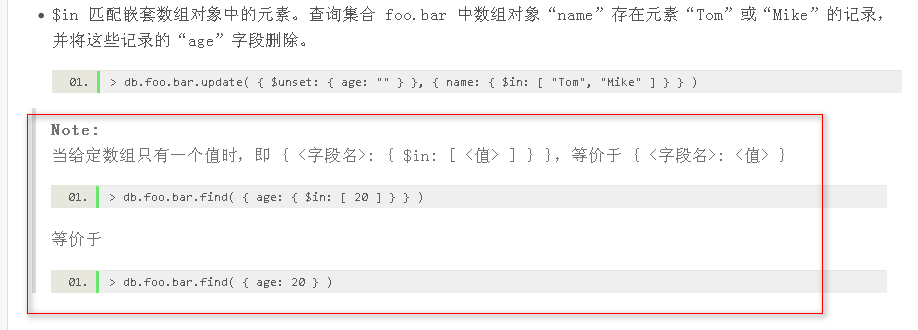 • $in 匹配嵌套数组对象中的元素。查询集合 foo.bar 中数组对象“name”存在元素“Tom”或“Mike”的记录，
并将这些记录的“age”字段删除。
01. > db.foo.bar.update( { $unset: { age: "" } }, { name: { $in: [ "Tom", "Mike" ] } } )
Note:
当给定数组只有一个值时，即 { <字段名>: { $in: [ <值> ] } }，等价于 { <字段名>: <值> }
01. > db.foo.bar.find( { age: { $in: [ 20 ] } } )
等价于
01. > db.foo.bar.find( { age: 20 } )